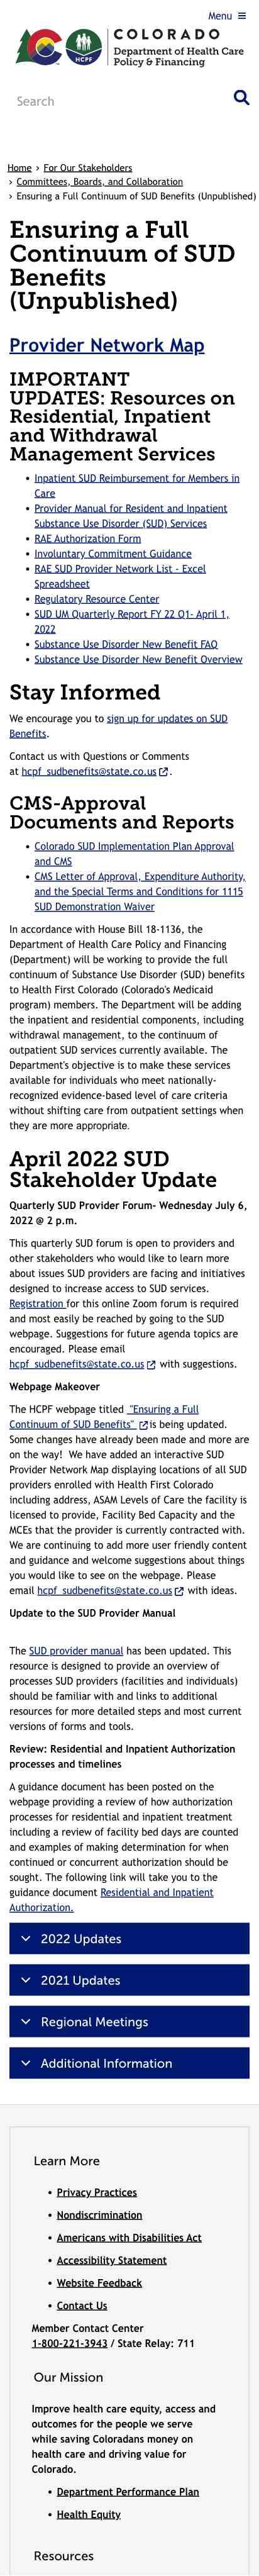 Menu ≡
COLORADO
HCPF
Department of Health Care
Policy & Financing
Search
Home › For Our Stakeholders
› Committees, Boards, and Collaboration
› Ensuring a Full Continuum of SUD Benefits (Unpublished)
Ensuring a Full
Continuum of SUD
Benefits
(Unpublished)
Provider Network Map
IMPORTANT
UPDATES: Resources on
Residential, Inpatient
and Withdrawal
Management Services
• Inpatient SUD Reimbursement for Members in
Care
• Provider Manual for Resident and Inpatient
Substance Use Disorder (SUD) Services
• RAE Authorization Form
• Involuntary Commitment Guidance
• RAE SUD Provider Network List - Excel
Spreadsheet
• Regulatory Resource Center
• SUD UM Quarterly Report FY 22 Q1- April 1,
2022
• Substance Use Disorder New Benefit FAQ
• Substance Use Disorder New Benefit Overview
Stay Informed
We encourage you to sign up for updates on SUD
Benefits.
Contact us with Questions or Comments
at hcpf_sudbenefits@state.co.us.
CMS-Approval
Documents and Reports
• Colorado SUD Implementation Plan Approval
and CMS
• CMS Letter of Approval, Expenditure Authority,
and the Special Terms and Conditions for 1115
SUD Demonstration Waiver
In accordance with House Bill 18-1136, the
Department of Health Care Policy and Financing
(Department) will be working to provide the full
continuum of Substance Use Disorder (SUD) benefits
to Health First Colorado (Colorado's Medicaid
program) members. The Department will be adding
the inpatient and residential components, including
withdrawal management, to the continuum of
outpatient SUD services currently available. The
Department's objective is to make these services
available for individuals who meet nationally-
recognized evidence-based level of care criteria
without shifting care from outpatient settings when
they are more appropriate.
April 2022 SUD
Stakeholder Update
Quarterly SUD Provider Forum- Wednesday July 6,
2022 @ 2 p.m.
This quarterly SUD forum is open to providers and
other stakeholders who would like to learn more
about issues SUD providers are facing and initiatives
designed to increase access to SUD services.
Registration for this online Zoom forum is required
and most easily be reached by going to the SUD
webpage. Suggestions for future agenda topics are
encouraged. Please email
hcpf_sudbenefits@state.co.us with suggestions.
Webpage Makeover
The HCPF webpage titled "Ensuring a Full
Continuum of SUD Benefits" is being updated.
Some changes have already been made and more are
on the way! We have added an interactive SUD
Provider Network Map displaying locations of all SUD
providers enrolled with Health First Colorado
including address, ASAM Levels of Care the facility is
licensed to provide, Facility Bed Capacity and the
MCEs that the provider is currently contracted with.
We are continuing to add more user friendly content
and guidance and welcome suggestions about things
you would like to see on the webpage. Please
email hcpf_sudbenefits@state.co.us with ideas.
Update to the SUD Provider Manual
The SUD provider manual has been updated. This
resource is designed to provide an overview of
processes SUD providers (facilities and individuals)
should be familiar with and links to additional
resources for more detailed steps and most current
versions of forms and tools.
Review: Residential and Inpatient Authorization
processes and timelines
A guidance document has been posted on the
webpage providing a review of how authorization
processes for residential and inpatient treatment
including a review of facility bed days are counted
and examples of making determination for when
continued or concurrent authorization should be
sought. The following link will take you to the
guidance document Residential and Inpatient
Authorization.
2022 Updates
2021 Updates
Regional Meetings
Additional Information
Learn More
• Privacy Practices
• Nondiscrimination
• Americans with Disabilities Act
• Accessibility Statement
• Website Feedback
• Contact Us
Member Contact Center
1-800-221-3943 / State Relay: 711
Our Mission
Improve health care equity, access and
outcomes for the people we serve
while saving Coloradans money on
health care and driving value for
Colorado.
• Department Performance Plan
• Health Equity
Resources